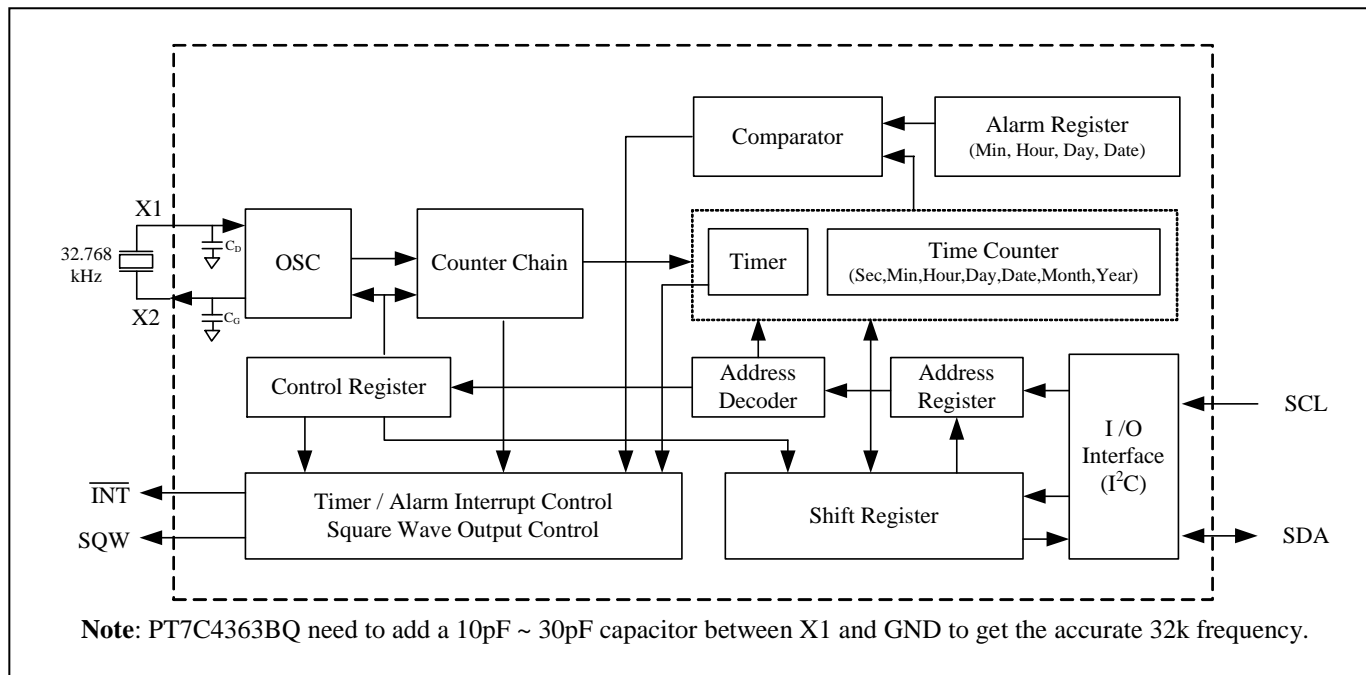 Comparator
Alarm Register
(Min, Hour, Day, Date)
X1
32.768
kHz
X2
C_D
C_G
OSC
Counter Chain
Timer
Time Counter
(Sec,Min,Hour,Day,Date,Month,Year)
Control Register
Address
Decoder
Address
Register
I /O
Interface
(I²C)
SCL
SDA
INT
SQW
Timer / Alarm Interrupt Control
Square Wave Output Control
Shift Register
Note: PT7C4363BQ need to add a 10pF ~ 30pF capacitor between X1 and GND to get the accurate 32k frequency.